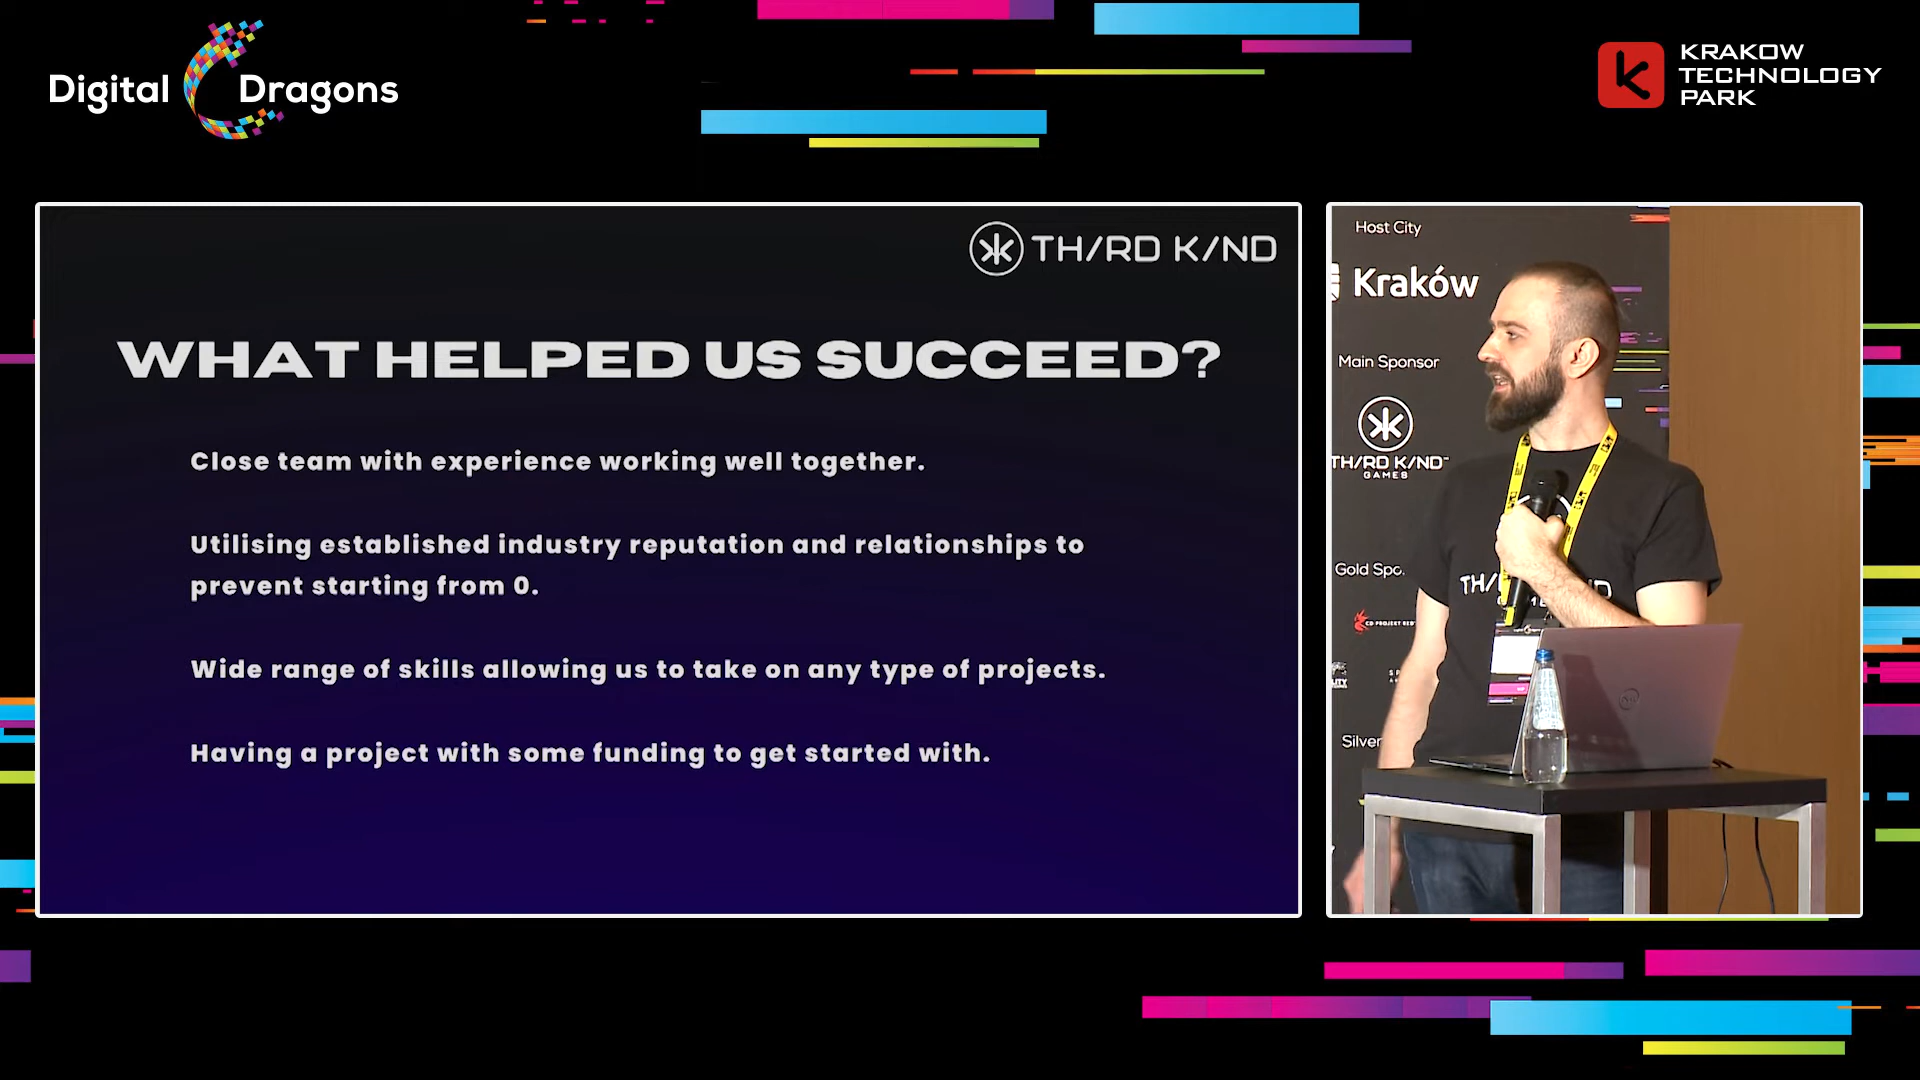 Digital Dragons
KRAKOW
TECHNOLOGY
PARK
TH/RD K/ND
WHAT HELPED US SUCCEED?
Close team with experience working well together.
Utilising established industry reputation and relationships to
prevent starting from 0.
Wide range of skills allowing us to take on any type of projects.
Having a project with some funding to get started with.
Host City
Kraków
Main Sponsor
TH/RD K/ND™
GAMES
Gold Spo.
CD PROJEKT RED
Silver
TH/ ND